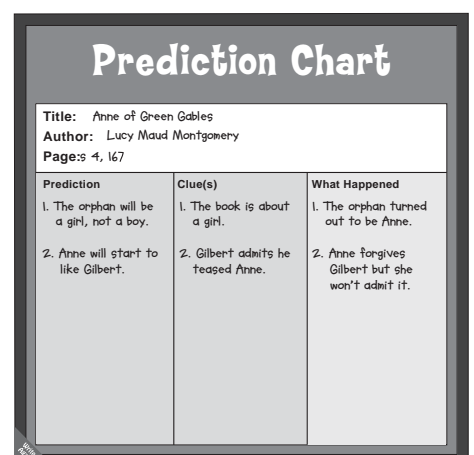 Prediction Chart
Title: Anne of Green Gables
Author: Lucy Maud Montgomery
Page:s 4, 167
Prediction
1. The orphan will be
a girl, not a boy.
2. Anne will start to
like Gilbert.
Clue(s)
1. The book is about
a girl.
2. Gilbert admits he
teased Anne.
What Happened
1. The orphan turned
out to be Anne.
2. Anne forgives
Gilbert but she
won't admit it.